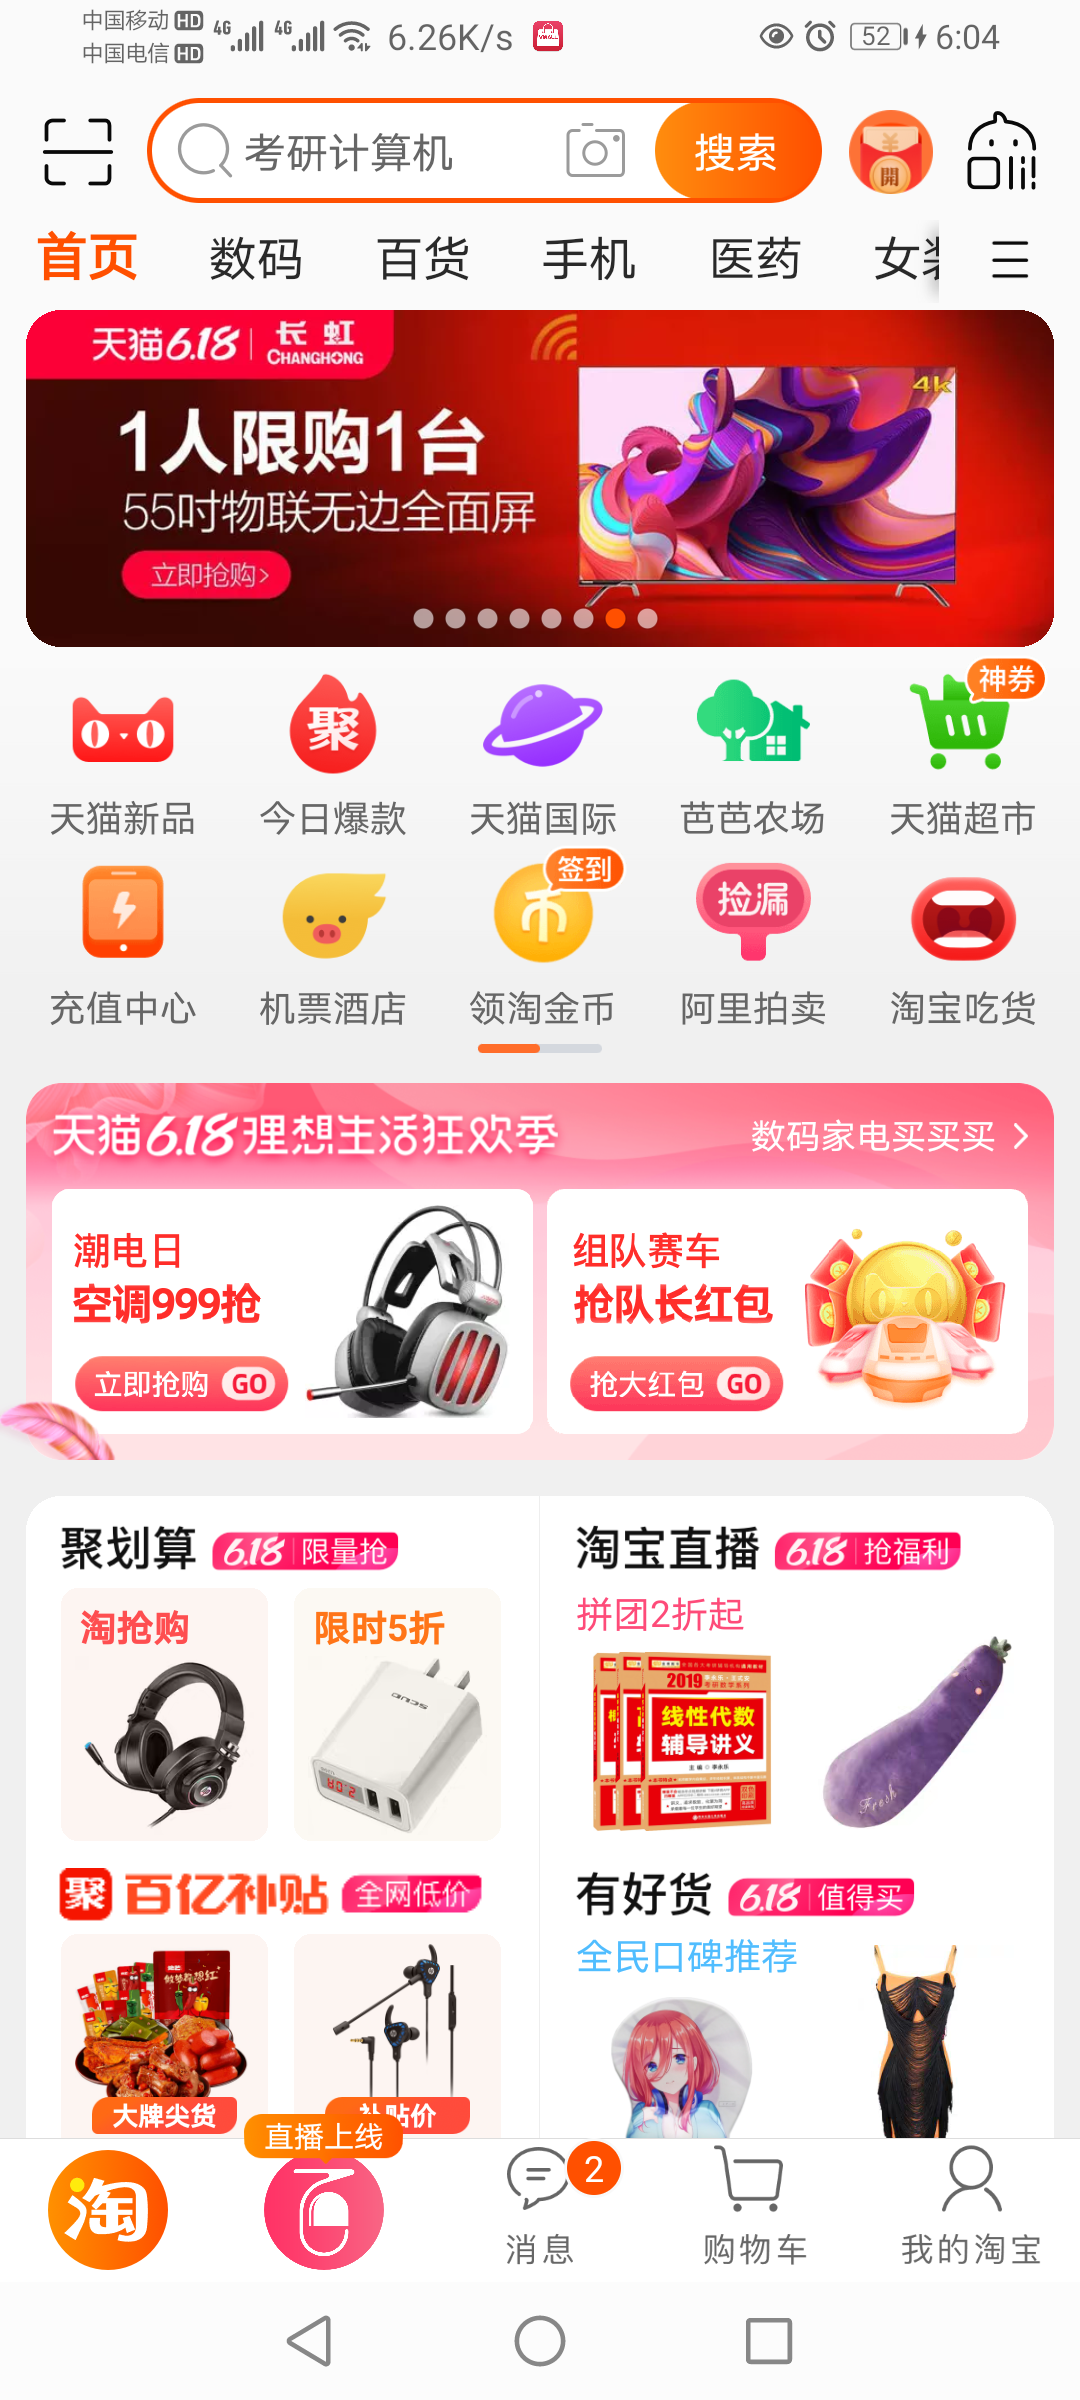 中国移动 HD 4G 4G 6.26K/s 52 6:04
中国电信 HD
考研计算机 搜索
開
首页 数码 百货 手机 医药 女装
天猫6.18 长虹 CHANGHONG
4k
1人限购1台
55吋物联无边全面屏
立即抢购>
神券
聚
天猫新品 今日爆款 天猫国际 芭芭农场 天猫超市
签到
捡漏
充值中心 机票酒店 领淘金币 阿里拍卖 淘宝吃货
天猫6.18理想生活狂欢季 数码家电买买买
潮电日
空调999抢
立即抢购 GO
组队赛车
抢队长红包
抢大红包 GO
聚划算 6.18 限量抢
淘抢购 限时5折
淘宝直播 6.18 抢福利
拼团2折起
2019
线性代数
辅导讲义
Fresh
聚 百亿补贴 全网低价
大牌尖货 补贴价
有好货 6.18 值得买
全民口碑推荐
直播上线
淘
2
消息 购物车 我的淘宝